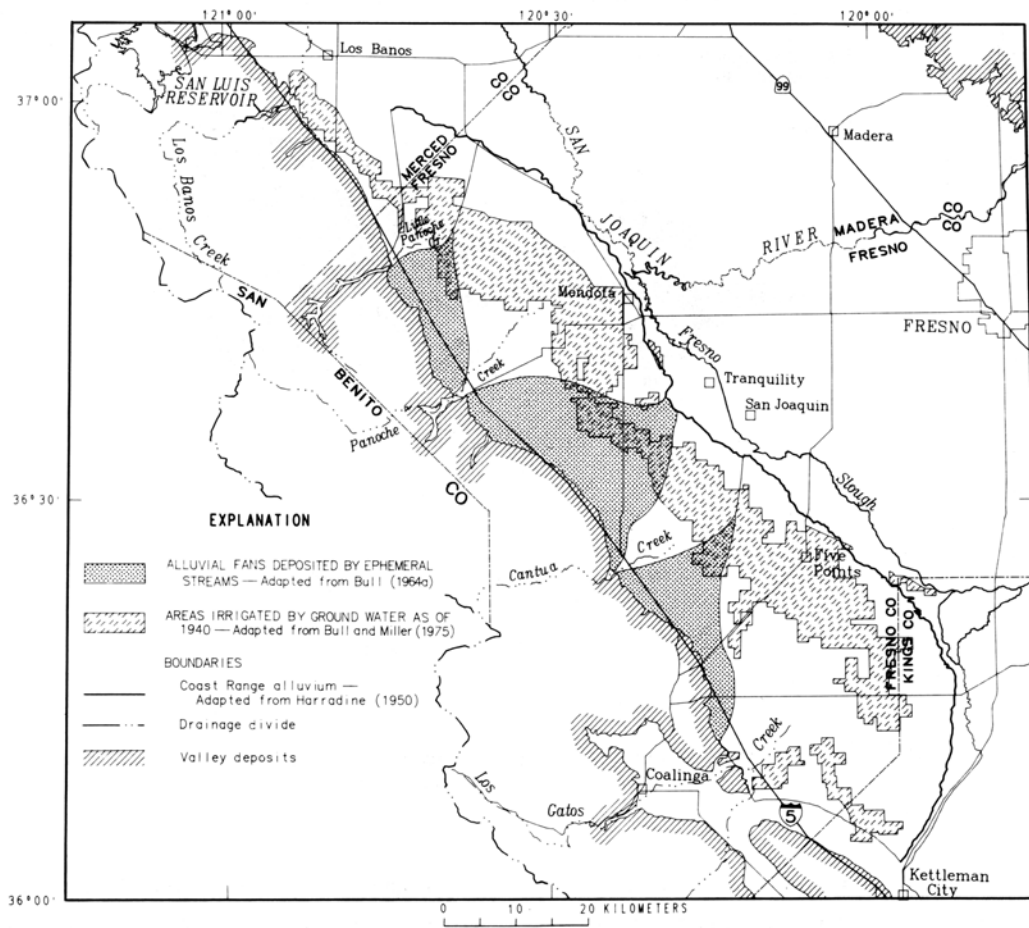 121°00'
120°30'
120°00'
Los Banos
SAN LUIS
RESERVOIR
37°00'
99
CO
CO
SAN
Madera
Los Banos
MERCED
FRESNO
Creek
Little
Panoche
Cr
JOAQUIN
RIVER
MADERA
CO
CO
FRESNO
SAN
Mendota
FRESNO
Fresno
BENITO
Creek
Tranquility
San Joaquin
Panoche
CO
36°30'
Slough
EXPLANATION
Creek
Five
Points
ALLUVIAL FANS DEPOSITED BY EPHEMERAL
STREAMS — Adapted from Bull (1964a)
Cantua
AREAS IRRIGATED BY GROUND WATER AS OF
1940 — Adapted from Bull and Miller (1975)
FRESNO CO
KINGS CO
BOUNDARIES
Coast Range alluvium —
Adapted from Harradine (1950)
Drainage divide
Valley deposits
Creek
Los
Coalinga
Gatos
5
Kettleman
City
36°00'
0 10 20 KILOMETERS